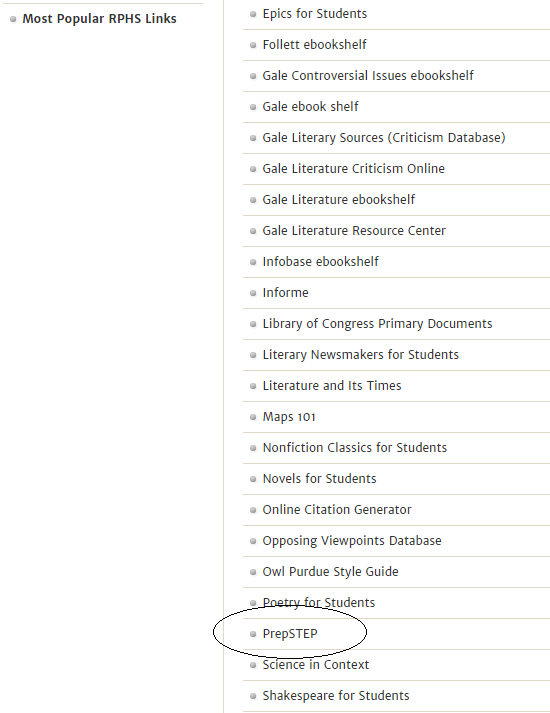 Most Popular RPHS Links
Epics for Students
Follett ebookshelf
Gale Controversial Issues ebookshelf
Gale ebook shelf
Gale Literary Sources (Criticism Database)
Gale Literature Criticism Online
Gale Literature ebookshelf
Gale Literature Resource Center
Infobase ebookshelf
Informe
Library of Congress Primary Documents
Literary Newsmakers for Students
Literature and Its Times
Maps 101
Nonfiction Classics for Students
Novels for Students
Online Citation Generator
Opposing Viewpoints Database
Owl Purdue Style Guide
Poetry for Students
PrepSTEP
Science in Context
Shakespeare for Students